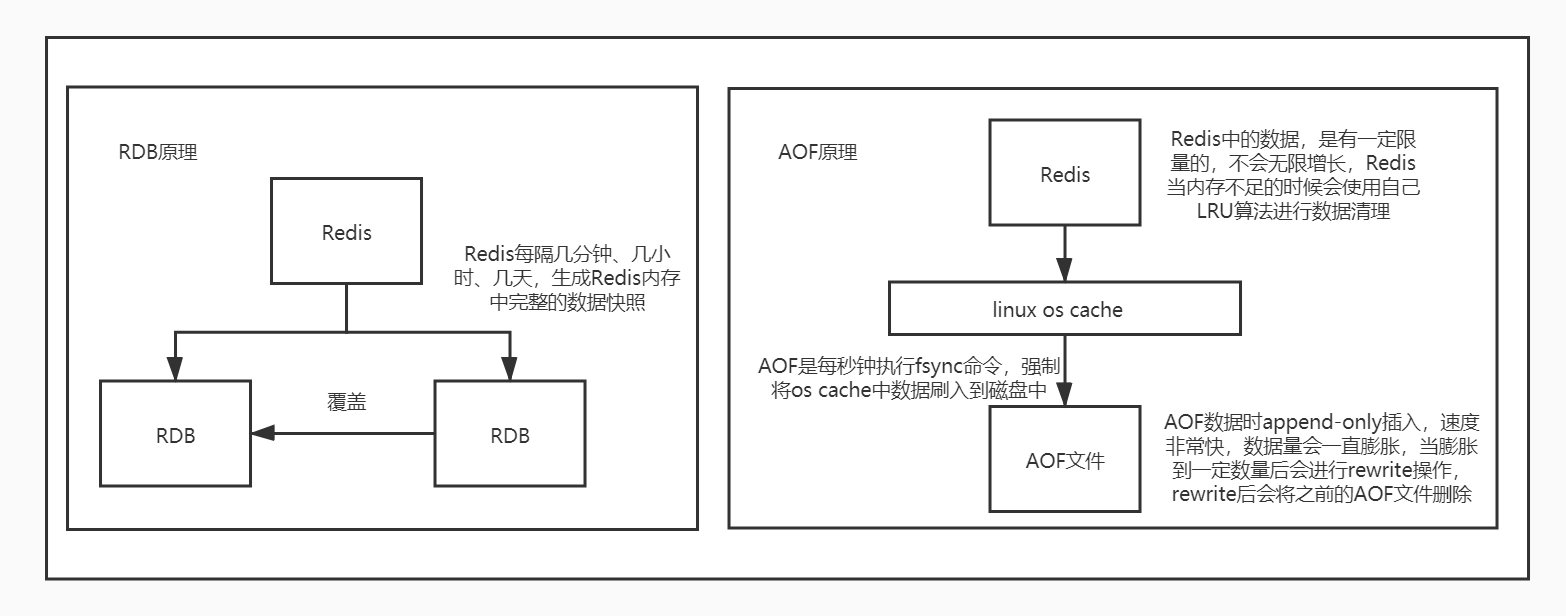 RDB原理
Redis
Redis每隔几分钟、几小
时、几天，生成Redis内存
中完整的数据快照
RDB
覆盖
RDB
AOF原理
Redis
Redis中的数据，是有一定限
量的，不会无限增长，Redis
当内存不足的时候会使用自己
LRU算法进行数据清理
linux os cache
AOF是每秒钟执行fsync命令，强制
将os cache中数据刷入到磁盘中
AOF文件
AOF数据时append-only插入，速度
非常快，数据量会一直膨胀，当膨胀
到一定数量后会进行rewrite操作，
rewrite后会将之前的AOF文件删除